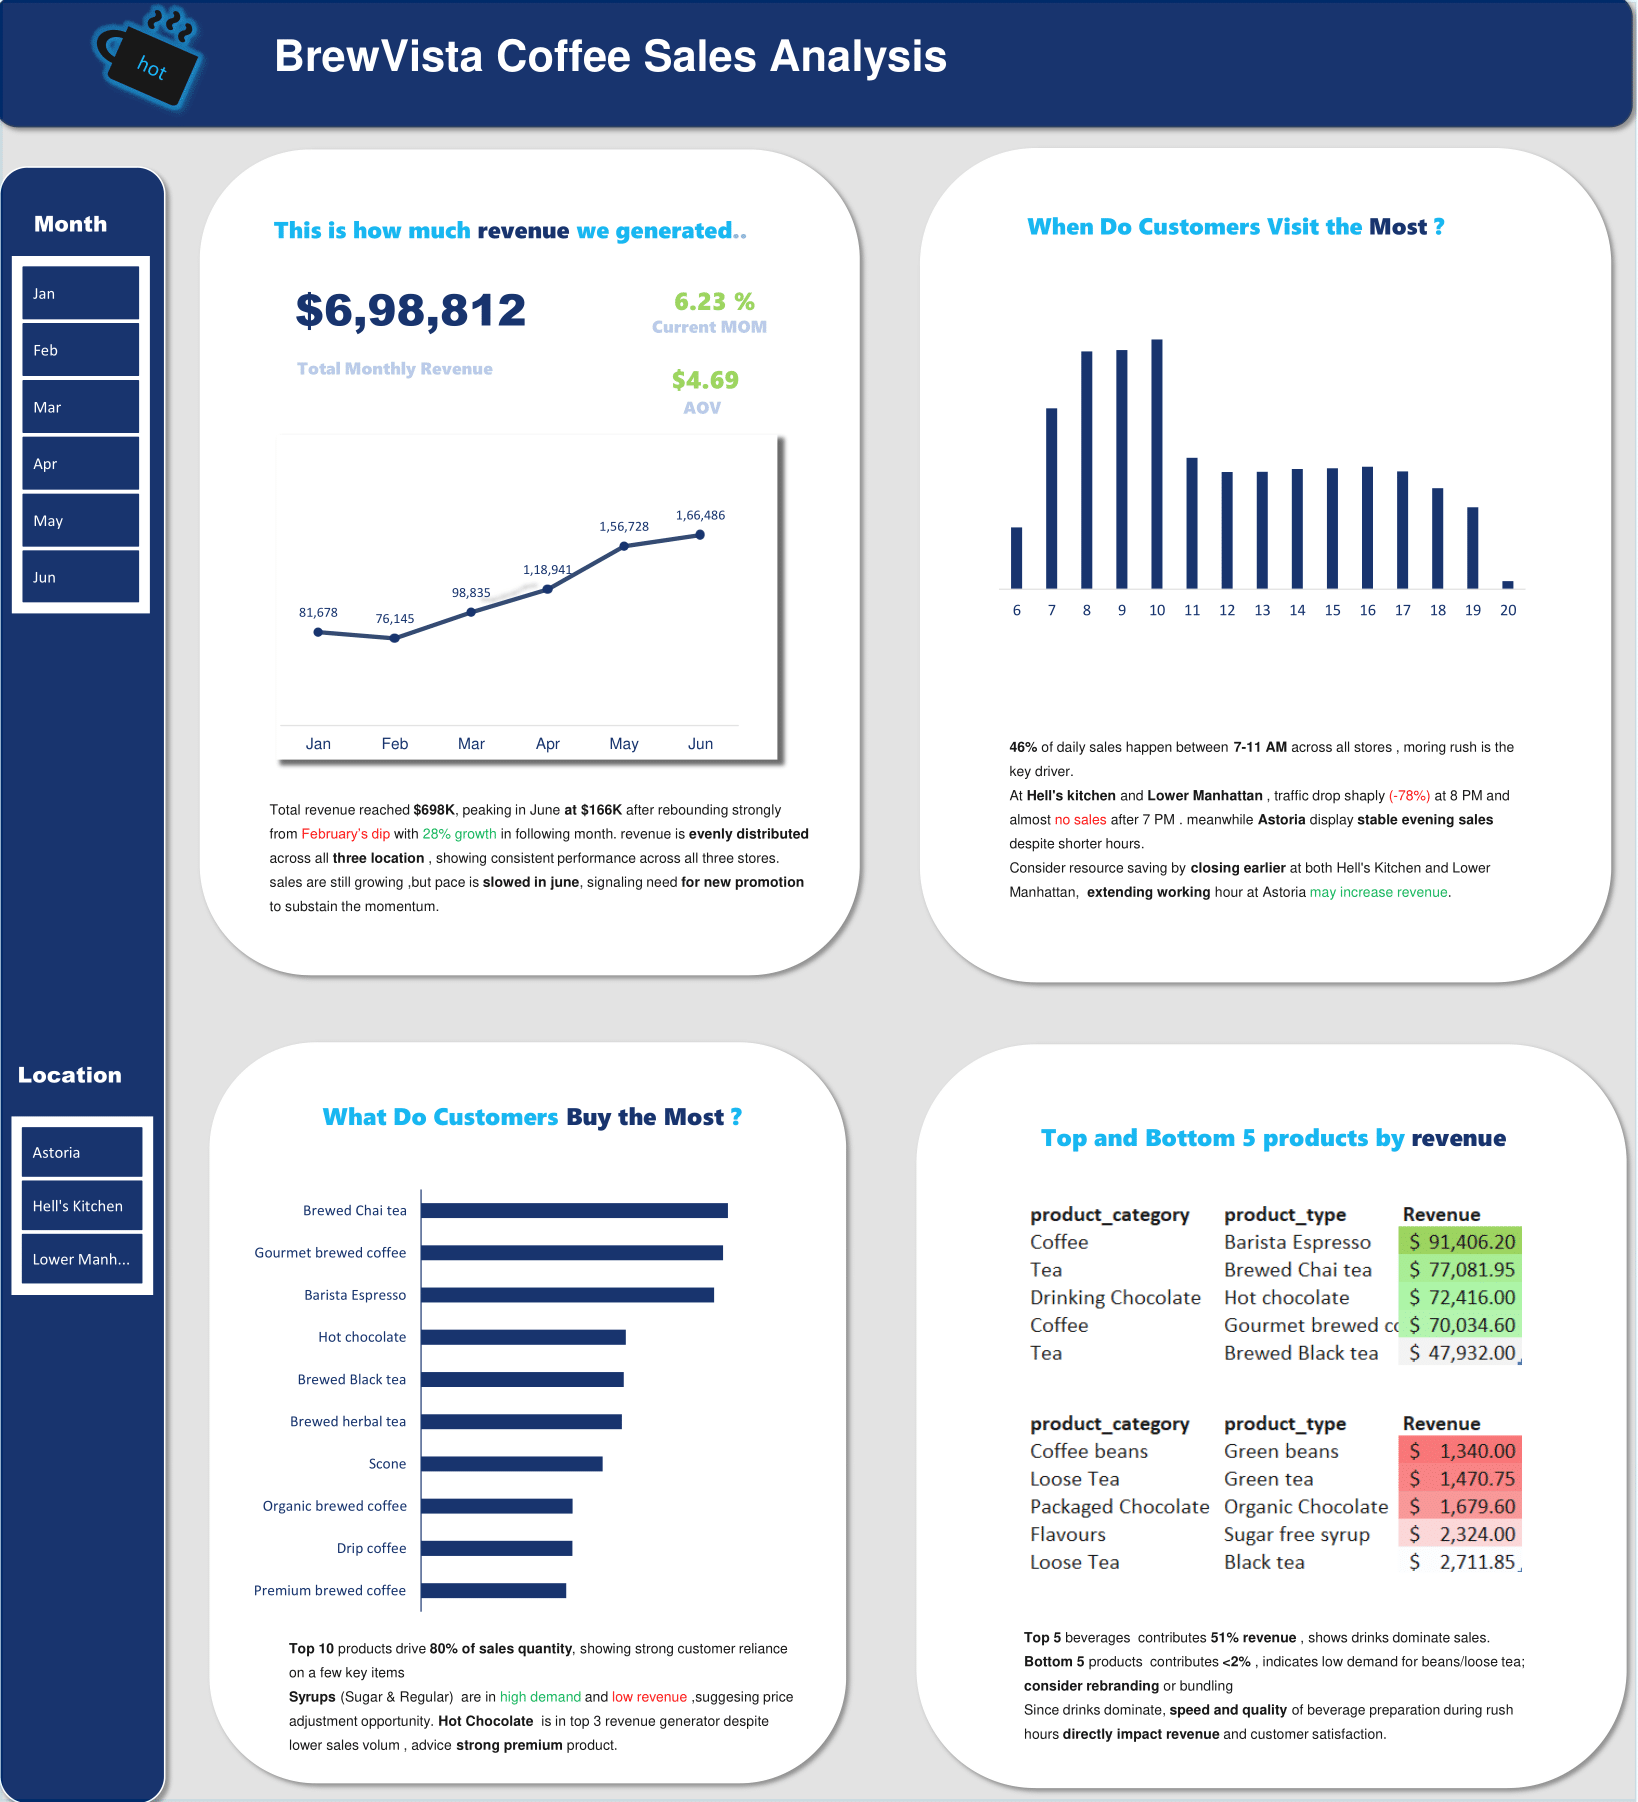 hot
BrewVista Coffee Sales Analysis
Month
Jan
Feb
Mar
Apr
May
Jun
Location
Astoria
Hell's Kitchen
Lower Manh...
This is how much revenue we generated..
$6,98,812
Total Monthly Revenue
6.23 %
Current MOM
$4.69
AOV
81,678
76,145
98,835
1,18,941
1,56,728
1,66,486
Jan Feb Mar Apr May Jun
Total revenue reached $698K, peaking in June at $166K after rebounding strongly
from February's dip with 28% growth in following month. revenue is evenly distributed
across all three location , showing consistent performance across all three stores.
sales are still growing ,but pace is slowed in june, signaling need for new promotion
to substain the momentum.
When Do Customers Visit the Most ?
6 7 8 9 10 11 12 13 14 15 16 17 18 19 20
46% of daily sales happen between 7-11 AM across all stores , moring rush is the
key driver.
At Hell's kitchen and Lower Manhattan , traffic drop shaply (-78%) at 8 PM and
almost no sales after 7 PM . meanwhile Astoria display stable evening sales
despite shorter hours.
Consider resource saving by closing earlier at both Hell's Kitchen and Lower
Manhattan, extending working hour at Astoria may increase revenue.
What Do Customers Buy the Most ?
Brewed Chai tea
Gourmet brewed coffee
Barista Espresso
Hot chocolate
Brewed Black tea
Brewed herbal tea
Scone
Organic brewed coffee
Drip coffee
Premium brewed coffee
Top 10 products drive 80% of sales quantity, showing strong customer reliance
on a few key items
Syrups (Sugar & Regular) are in high demand and low revenue ,suggesing price
adjustment opportunity. Hot Chocolate is in top 3 revenue generator despite
lower sales volum , advice strong premium product.
Top and Bottom 5 products by revenue
product_category product_type Revenue
Coffee Barista Espresso $ 91,406.20
Tea Brewed Chai tea $ 77,081.95
Drinking Chocolate Hot chocolate $ 72,416.00
Coffee Gourmet brewed cc $ 70,034.60
Tea Brewed Black tea $ 47,932.00
product_category product_type Revenue
Coffee beans Green beans $ 1,340.00
Loose Tea Green tea $ 1,470.75
Packaged Chocolate Organic Chocolate $ 1,679.60
Flavours Sugar free syrup $ 2,324.00
Loose Tea Black tea $ 2,711.85
Top 5 beverages contributes 51% revenue , shows drinks dominate sales.
Bottom 5 products contributes <2% , indicates low demand for beans/loose tea;
consider rebranding or bundling
Since drinks dominate, speed and quality of beverage preparation during rush
hours directly impact revenue and customer satisfaction.